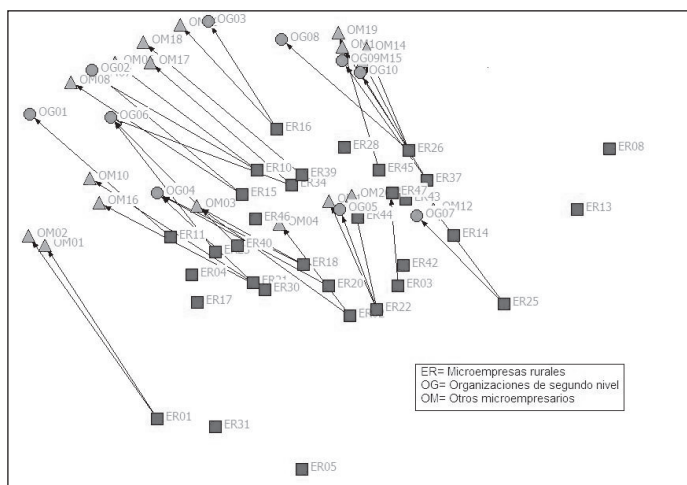 OM19
OG03
OM18
OG08
OM14
OM17
OG09
M15
OG02
OG10
OM08
OG01
OG06
ER16
ER28
ER26
ER08
OM10
ER10
ER39
ER45
ER34
ER37
ER15
OG04
ER47
OM16
OM03
ER43
OM12
OG05
ER13
ER46
OM04
ER44
OG07
OM02
OM01
ER11
ER40
ER14
ER18
ER42
ER04
ER30
ER20
ER03
ER17
ER22
ER25
ER= Microempresas rurales
OG= Organizaciones de segundo nivel
OM= Otros microempresarios
ER01
ER31
ER05